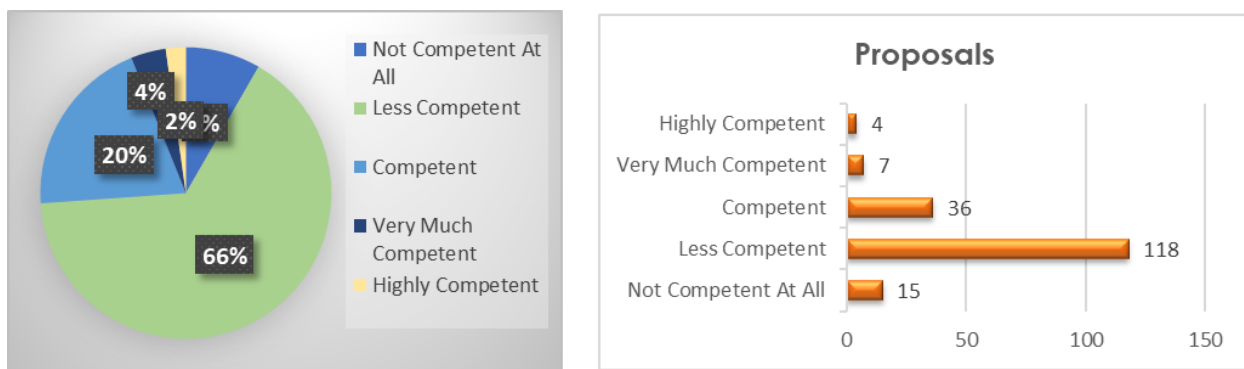 Not Competent At
All
Less Competent
Competent
Very Much
Competent
Highly Competent
4%
2%
%
20%
66%
Proposals
Highly Competent
4
Very Much Competent
7
Competent
36
Less Competent
118
Not Competent At All
15
0
50
100
150